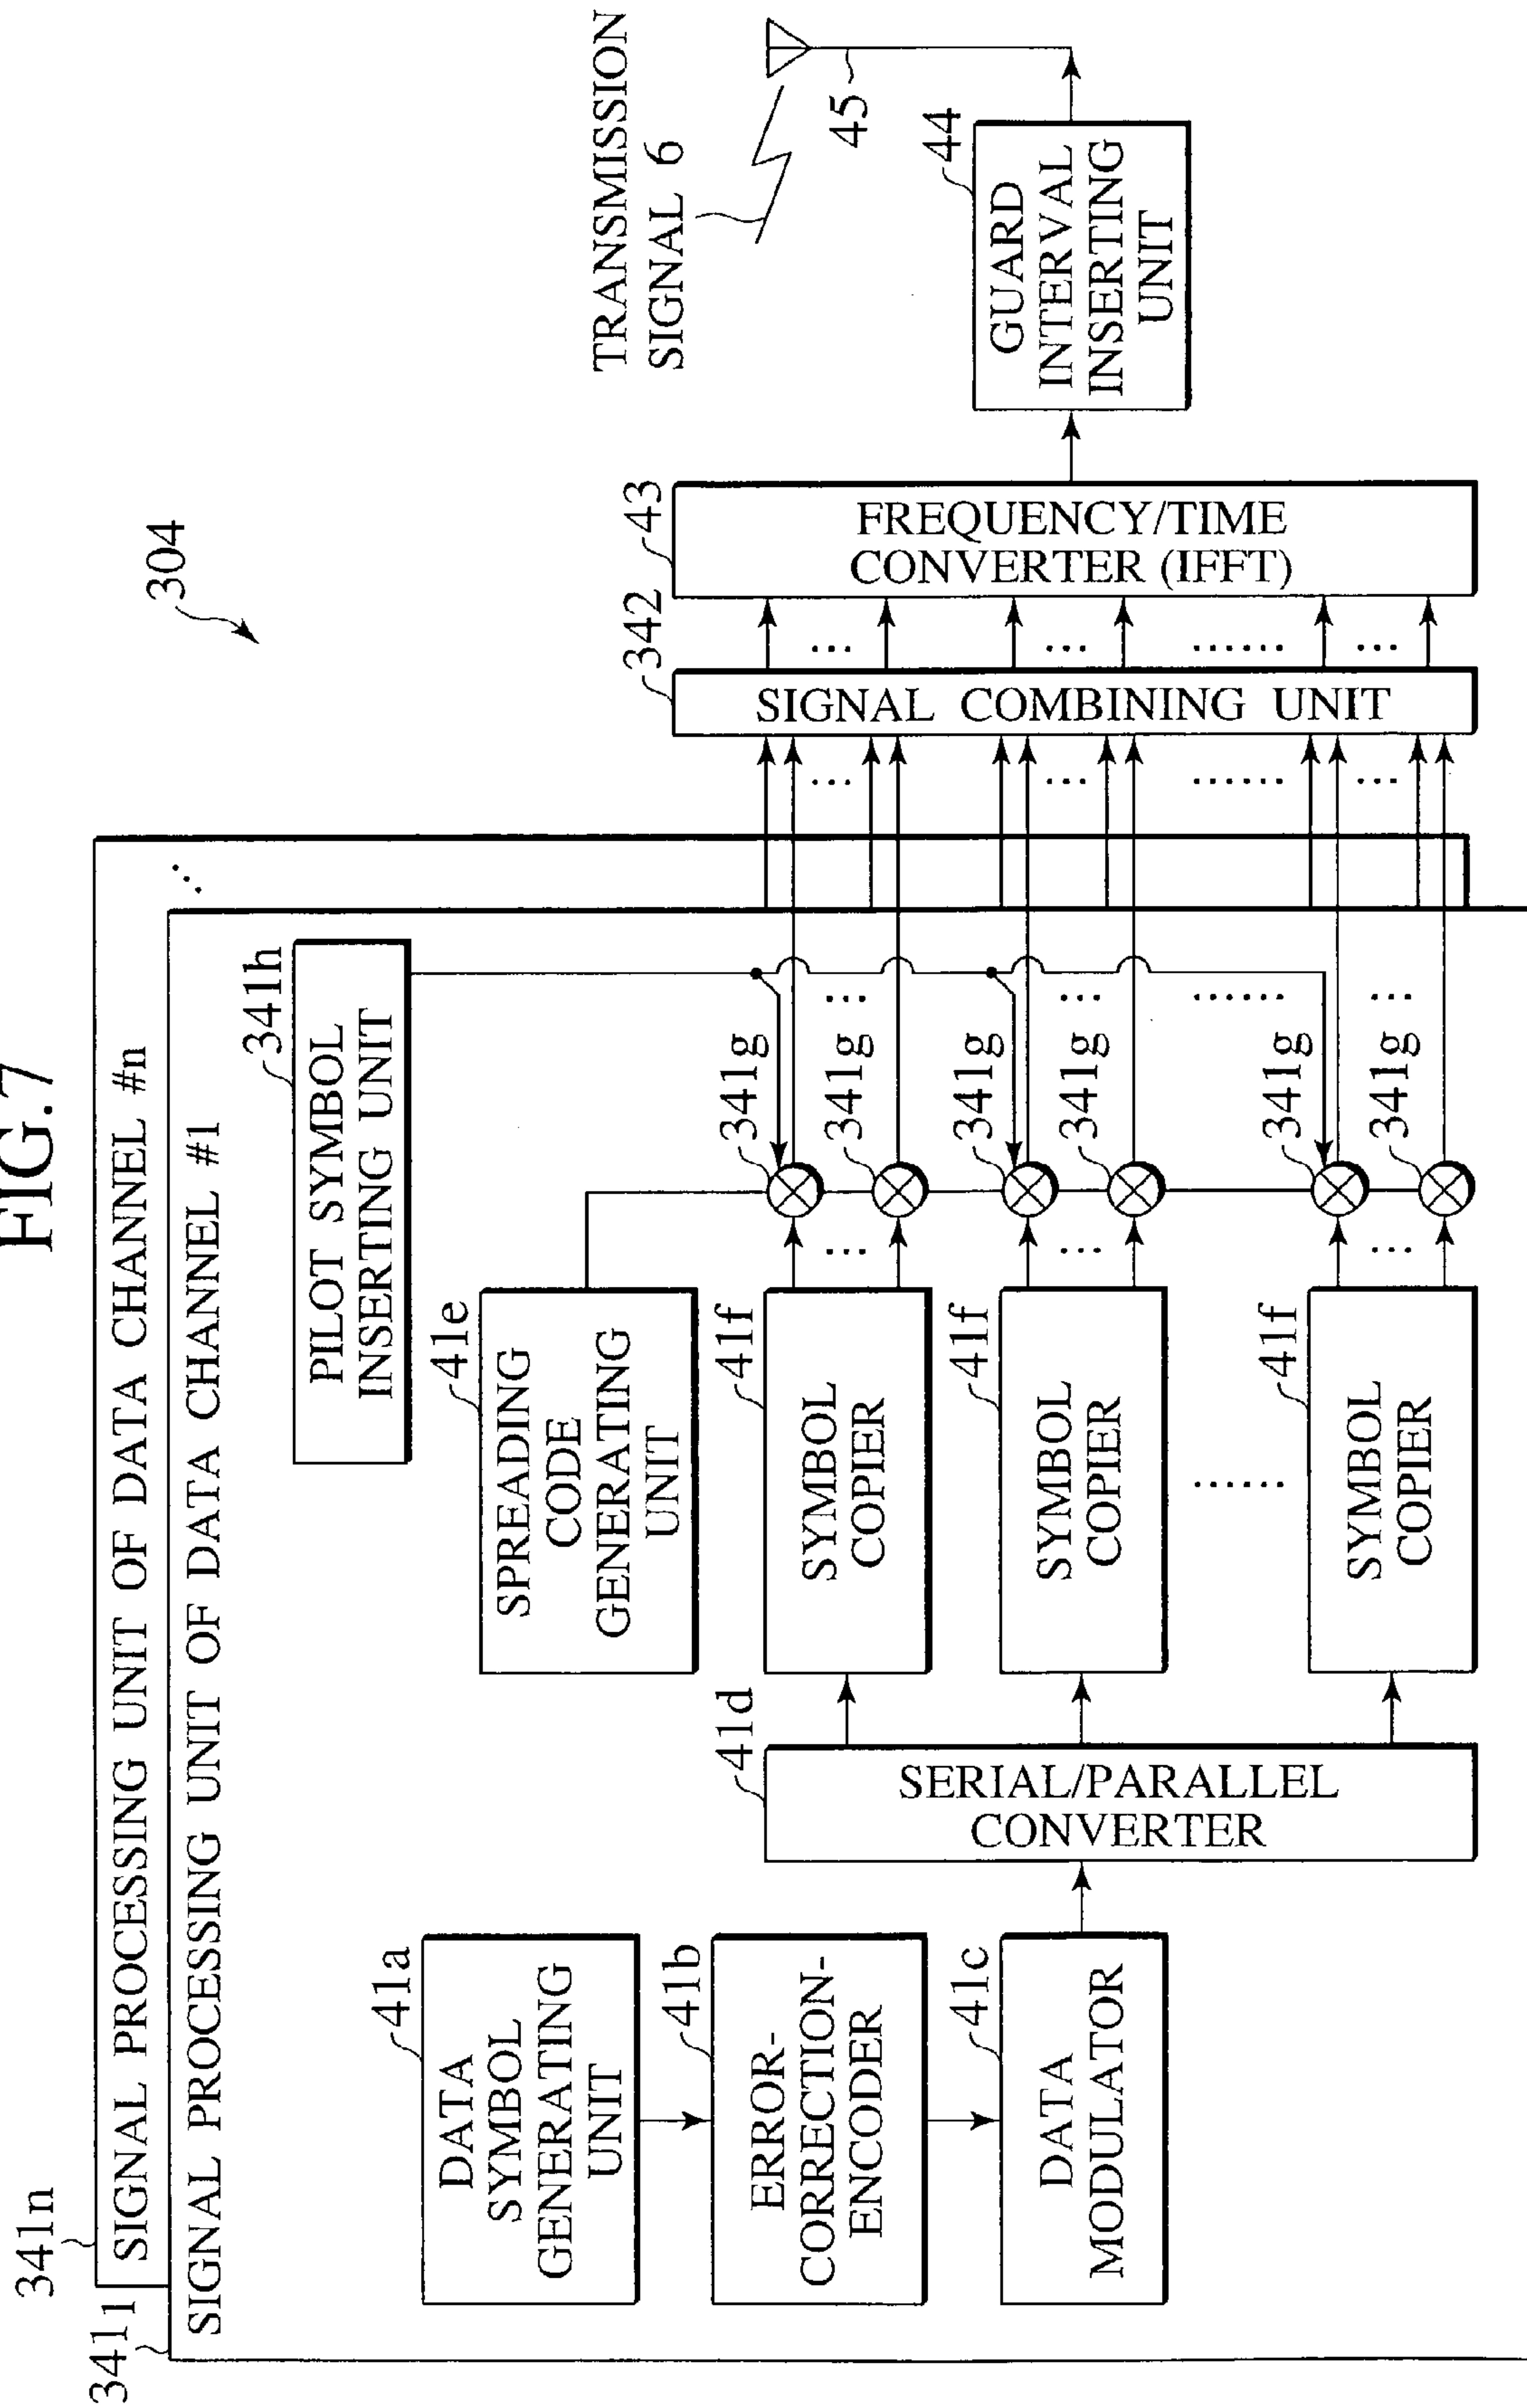 FIG.7
304
341n
SIGNAL PROCESSING UNIT OF DATA CHANNEL #n
3411
SIGNAL PROCESSING UNIT OF DATA CHANNEL #1
341h
PILOT SYMBOL
INSERTING UNIT
41a
DATA
SYMBOL
GENERATING
UNIT
41b
ERROR-
CORRECTION-
ENCODER
41c
DATA
MODULATOR
41d
SERIAL/PARALLEL
CONVERTER
41e
SPREADING
CODE
GENERATING
UNIT
41f
SYMBOL
COPIER
41f
SYMBOL
COPIER
41f
SYMBOL
COPIER
341g
341g
341g
341g
341g
341g
342
SIGNAL COMBINING UNIT
43
FREQUENCY/TIME
CONVERTER (IFFT)
44
GUARD
INTERVAL
INSERTING
UNIT
45
TRANSMISSION
SIGNAL 6